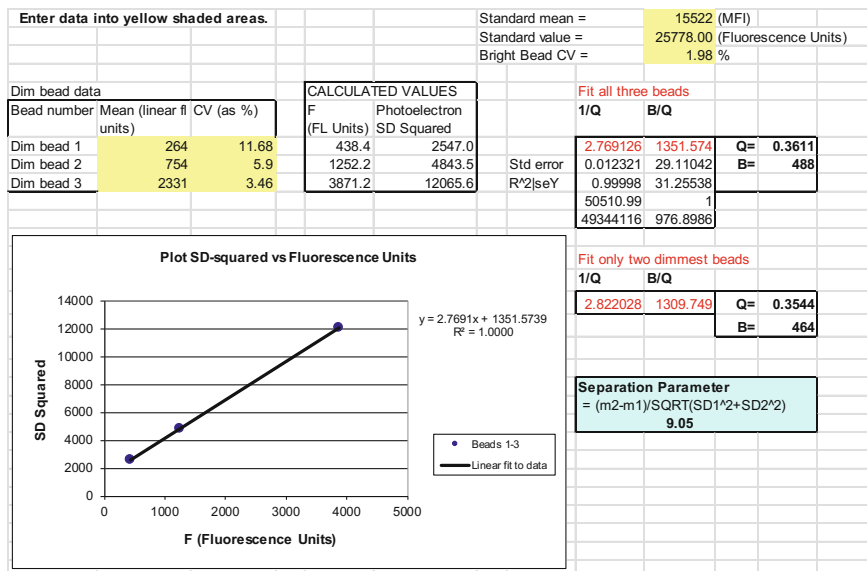 Enter data into yellow shaded areas.
Standard mean = 15522 (MFI)
Standard value = 25778.00 (Fluorescence Units)
Bright Bead CV = 1.98 %
Dim bead data
Bead number Mean (linear fl units) CV (as %)
Dim bead 1 264 11.68
Dim bead 2 754 5.9
Dim bead 3 2331 3.46
CALCULATED VALUES
F Photoelectron
(FL Units) SD Squared
438.4 2547.0
1252.2 4843.5
3871.2 12065.6
Fit all three beads
1/Q B/Q
2.769126 1351.574 Q= 0.3611
Std error 0.012321 29.11042 B= 488
R^2|seY 0.99998 31.25538
50510.99 1
49344116 976.8986
Fit only two dimmest beads
1/Q B/Q
2.822028 1309.749 Q= 0.3544
B= 464
Separation Parameter
= (m2-m1)/SQRT(SD1^2+SD2^2)
9.05
Plot SD-squared vs Fluorescence Units
SD Squared
14000
12000
10000
8000
6000
4000
2000
0
0 1000 2000 3000 4000 5000
F (Fluorescence Units)
y = 2.7691x + 1351.5739
R² = 1.0000
Beads 1-3
Linear fit to data